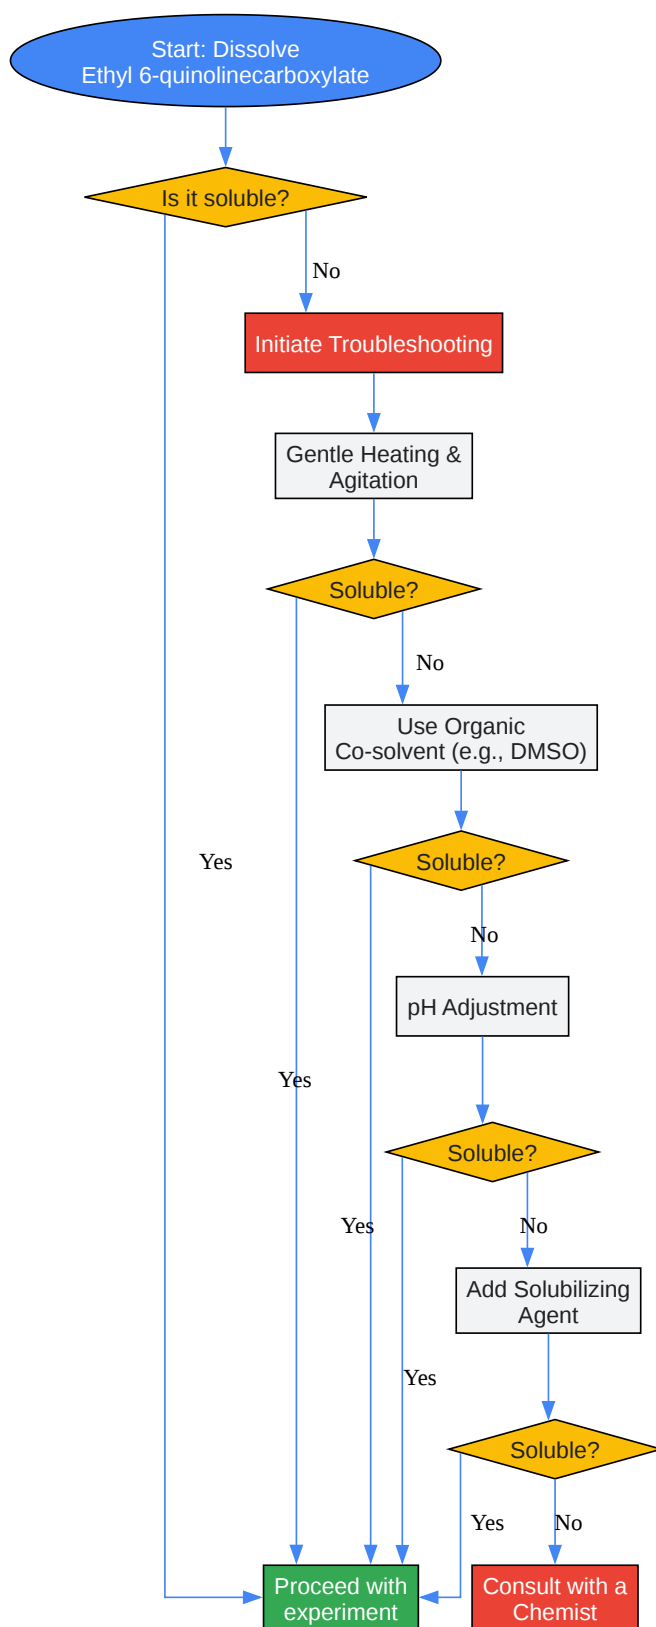 Start: Dissolve
Ethyl 6-quinolinecarboxylate
Is it soluble?
No
Initiate Troubleshooting
Gentle Heating &
Agitation
Soluble?
No
Use Organic
Co-solvent (e.g., DMSO)
Yes
Soluble?
No
pH Adjustment
Yes
Soluble?
Yes
No
Add Solubilizing
Agent
Yes
Soluble?
Yes
No
Proceed with
experiment
Consult with a
Chemist